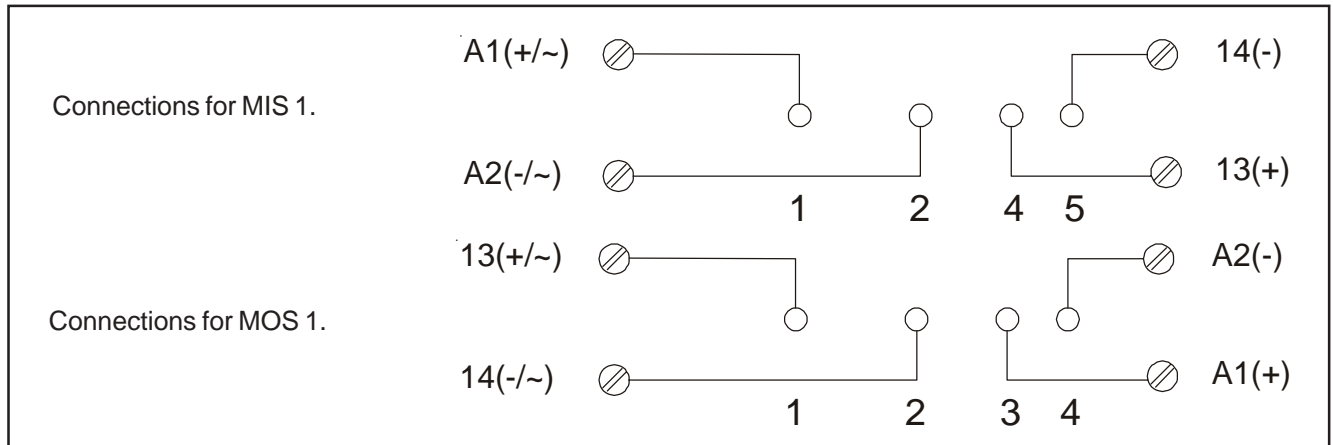 A1(+/~) 14(-)
Connections for MIS 1.
A2(-/~) 13(+)
1 2 4 5
13(+/~) A2(-)
Connections for MOS 1.
14(-/~) A1(+)
1 2 3 4